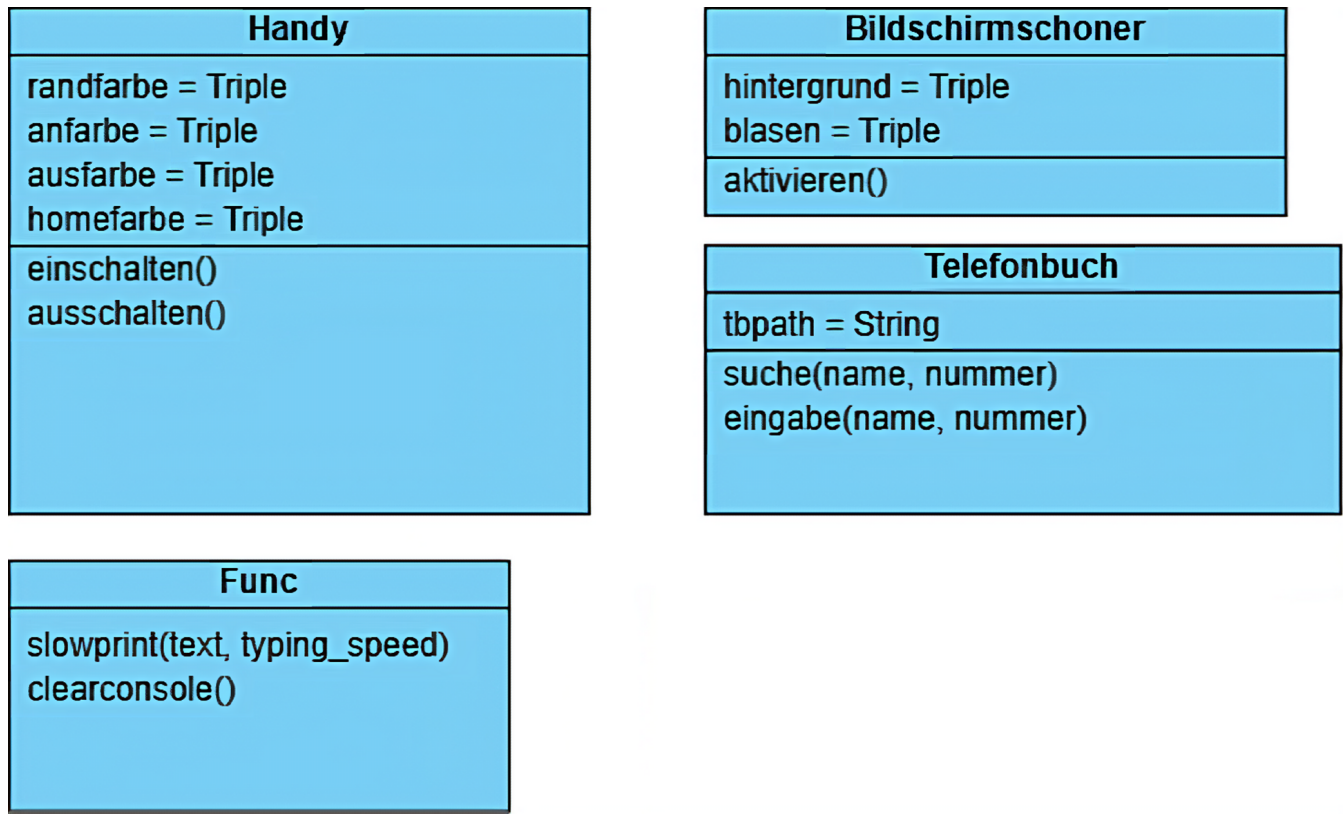 Handy
randfarbe = Triple
anfarbe = Triple
ausfarbe = Triple
homefarbe = Triple
einschalten()
ausschalten()
Bildschirmschoner
hintergrund = Triple
blasen = Triple
aktivieren()
Telefonbuch
tbpath = String
suche(name, nummer)
eingabe(name, nummer)
Func
slowprint(text, typing_speed)
clearconsole()